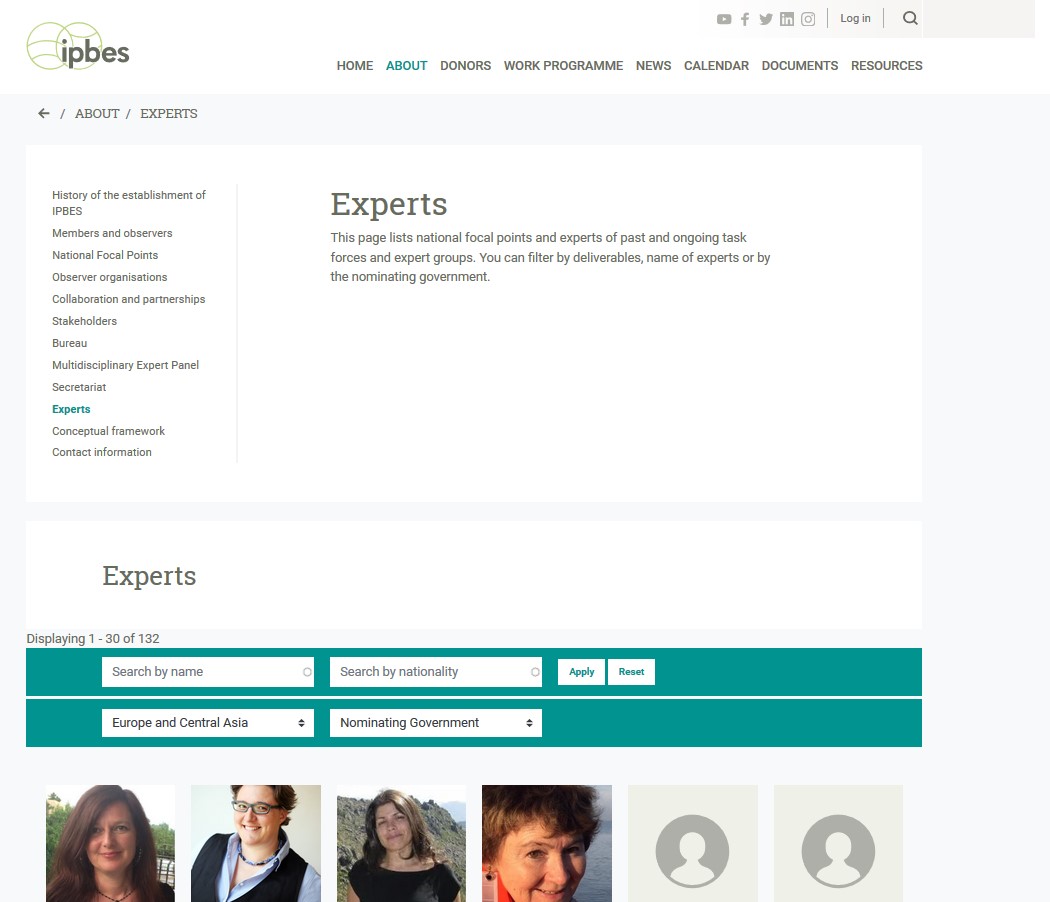 Log in
ipbes
HOME ABOUT DONORS WORK PROGRAMME NEWS CALENDAR DOCUMENTS RESOURCES
/ ABOUT / EXPERTS
History of the establishment of
IPBES
Members and observers
National Focal Points
Observer organisations
Collaboration and partnerships
Stakeholders
Bureau
Multidisciplinary Expert Panel
Secretariat
Experts
Conceptual framework
Contact information
Experts
This page lists national focal points and experts of past and ongoing task
forces and expert groups. You can filter by deliverables, name of experts or by
the nominating government.
Experts
Displaying 1 - 30 of 132
Search by name Search by nationality Apply Reset
Europe and Central Asia Nominating Government